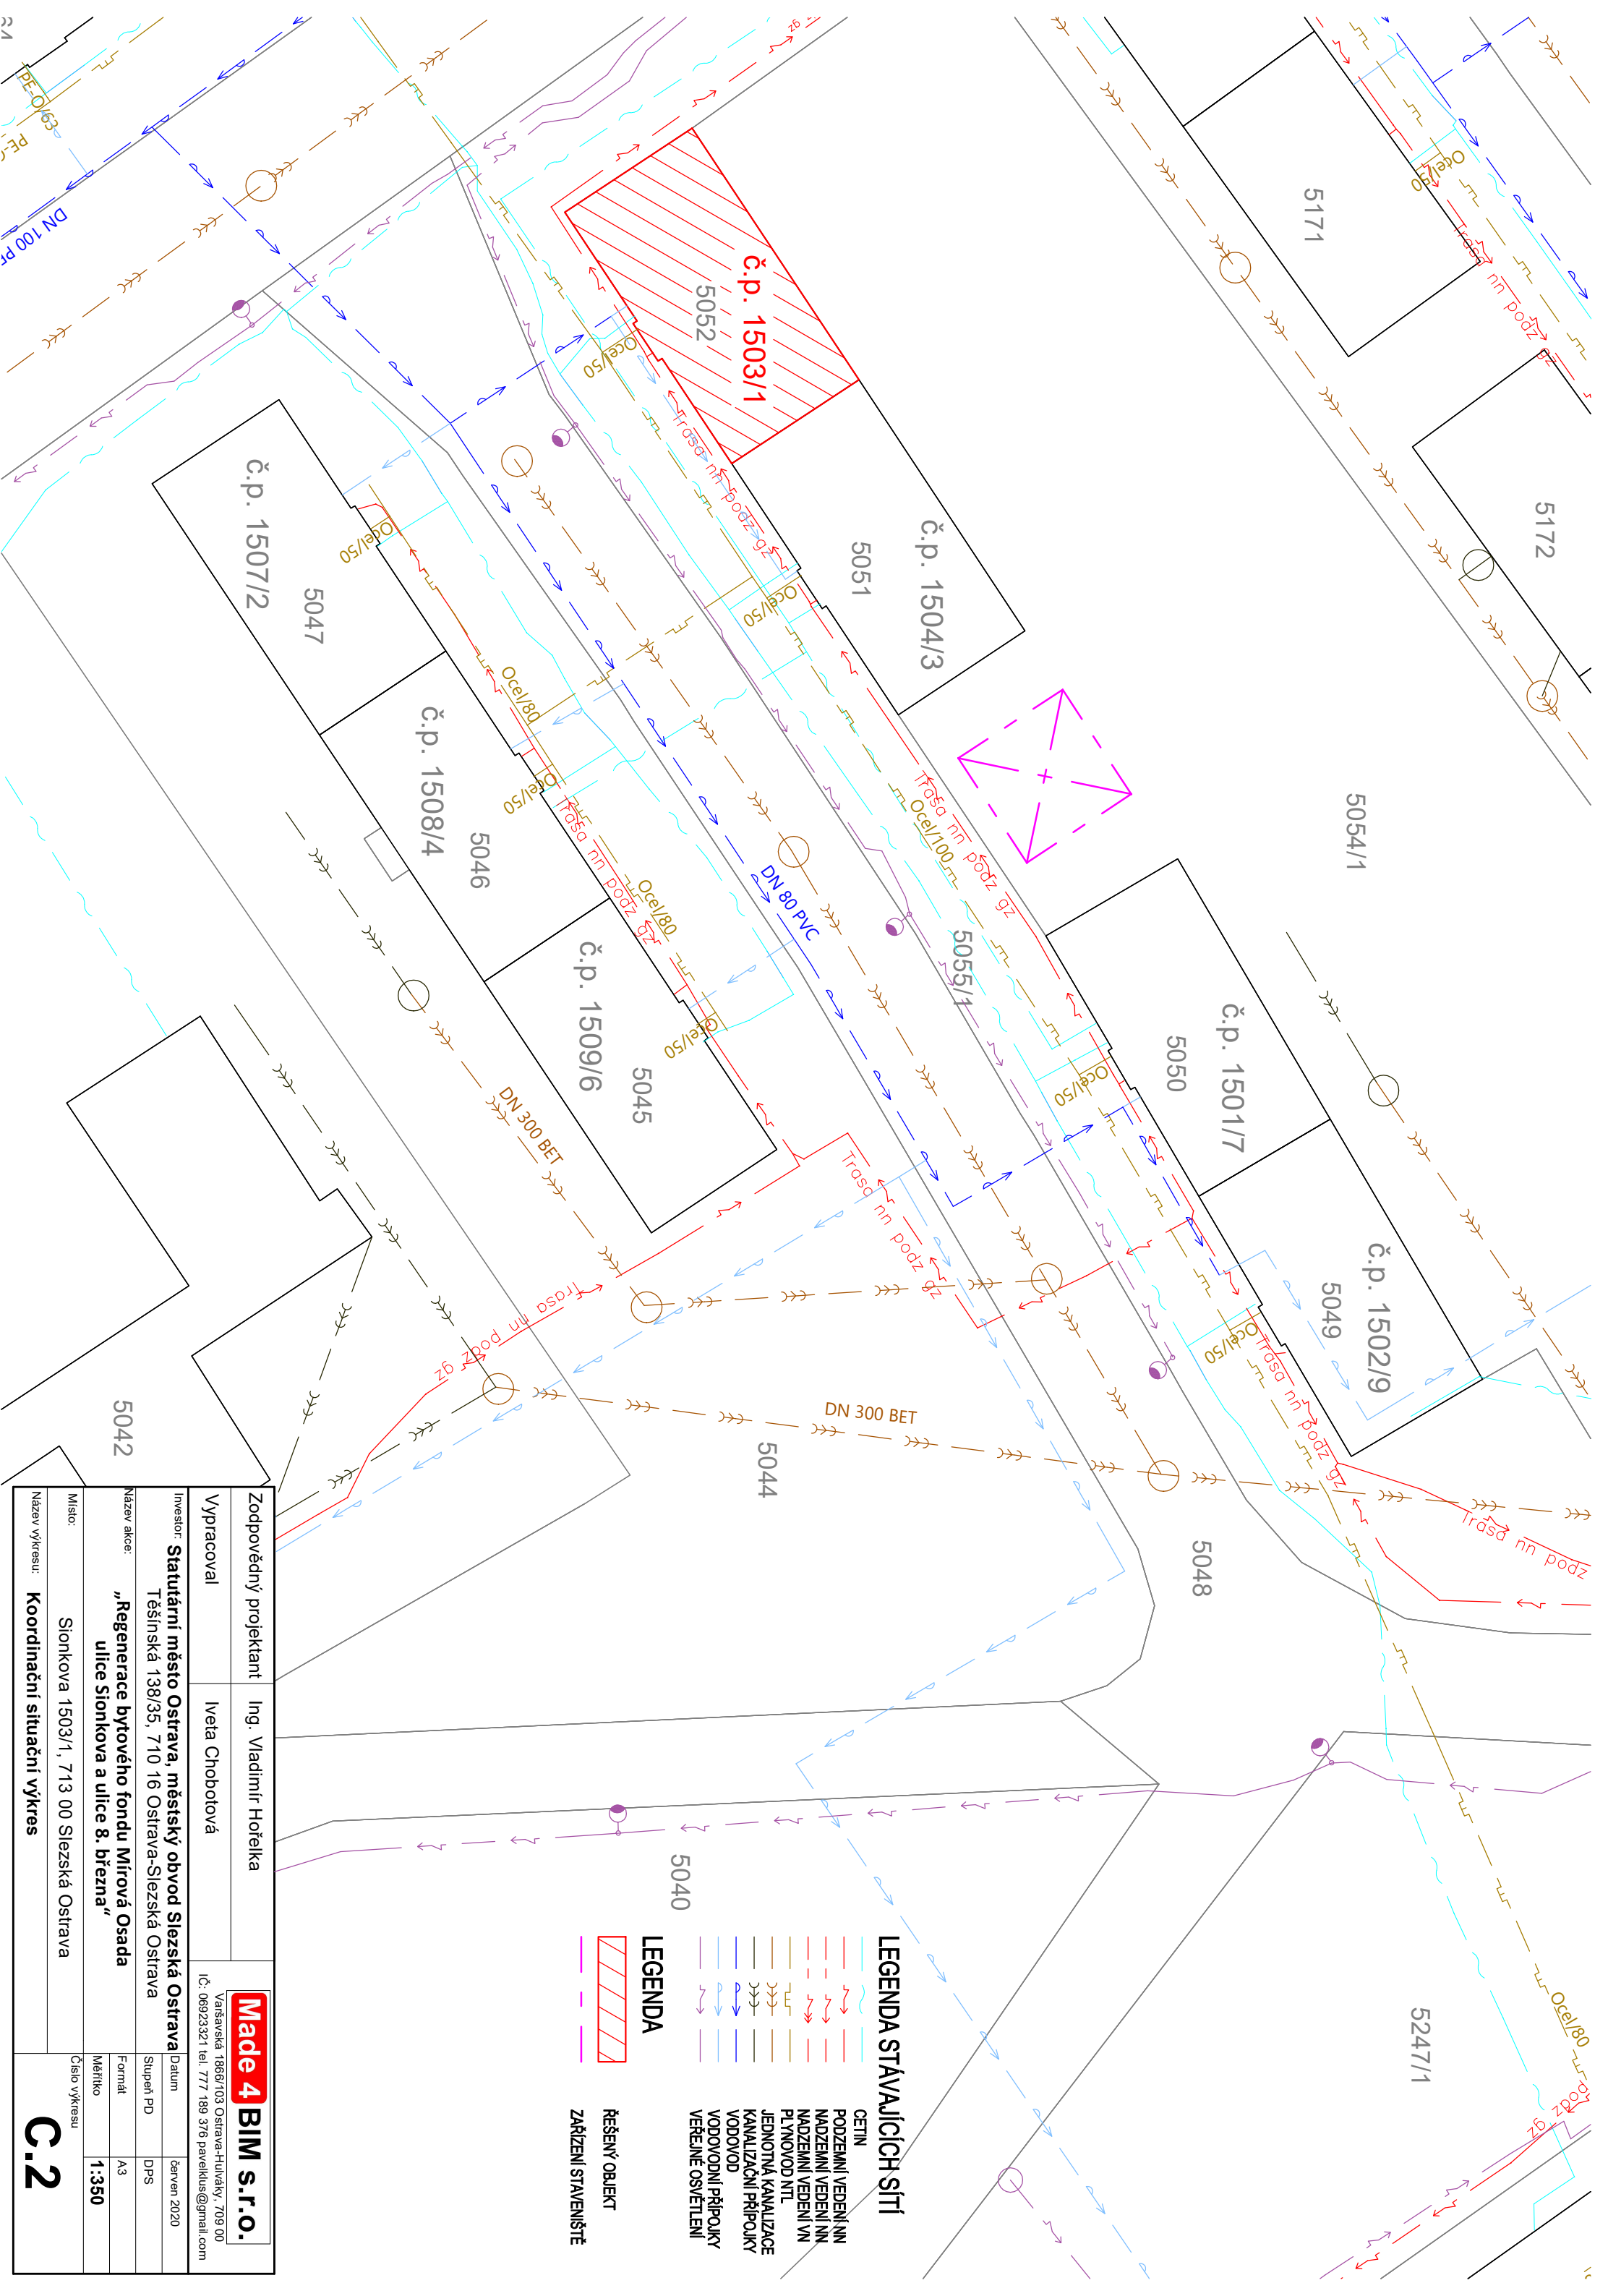 č.p. 1503/1
5052
č.p. 1504/3
5051
5171
5172
5054/1
č.p. 1501/7
5050
č.p. 1502/9
5049
5055/1
č.p. 1507/2
5047
č.p. 1508/4
5046
č.p. 1509/6
5045
5042
5044
5048
5040
5247/1
PE-O/63
DN 80 PVC
DN 300 BET
DN 300 BET
Ocel/50
Ocel/50
Ocel/50
Ocel/50
Ocel/50
Ocel/50
Ocel/50
Ocel/50
Ocel/80
Ocel/80
Ocel/80
Ocel/100
Trasa nn podz gz
Trasa nn podz gz
Trasa nn podz gz
Trasa nn podz gz
Trasa nn podz gz
Trasa nn podz gz
Trasa nn podz gz
Trasa nn podz
podz gz
gz
LEGENDA STÁVAJÍCÍCH SÍTÍ
CETIN
PODZEMNÍ VEDENÍ NN
NADZEMNÍ VEDENÍ NN
NADZEMNÍ VEDENÍ VN
PLYNOVOD NTL
JEDNOTNÁ KANALIZACE
KANALIZAČNÍ PŘÍPOJKY
VODOVOD
VODOVODNÍ PŘÍPOJKY
VEŘEJNÉ OSVĚTLENÍ
LEGENDA
ŘEŠENÝ OBJEKT
ZAŘÍZENÍ STAVENIŠTĚ
Zodpovědný projektant Ing. Vladimír Hořelka
Vypracoval Iveta Chobotová
Made 4 BIM s.r.o.
Varšavská 1866/103 Ostrava-Hulváky, 709 00
IČ: 06923321 tel. 777 189 376 pavelklus@gmail.com
Investor: Statutární město Ostrava, městský obvod Slezská Ostrava
Těšínská 138/35, 710 16 Ostrava-Slezská Ostrava
Název akce: „Regenerace bytového fondu Mírová Osada
ulice Sionkova a ulice 8. března“
Místo: Sionkova 1503/1, 713 00 Slezská Ostrava
Název výkresu: Koordinační situační výkres
Datum červen 2020
Stupeň PD DPS
Formát A3
Měřítko 1:350
Číslo výkresu
C.2